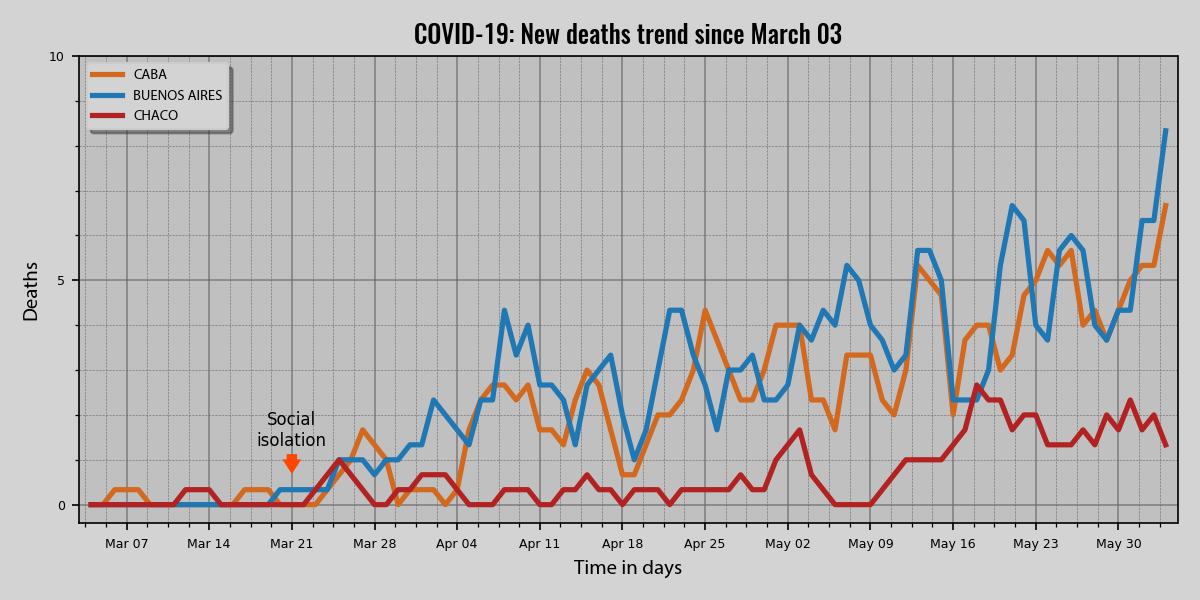 COVID-19: New deaths trend since March 03
10
CABA
BUENOS AIRES
CHACO
5
Deaths
Social
isolation
0
Mar 07 Mar 14 Mar 21 Mar 28 Apr 04 Apr 11 Apr 18 Apr 25 May 02 May 09 May 16 May 23 May 30
Time in days